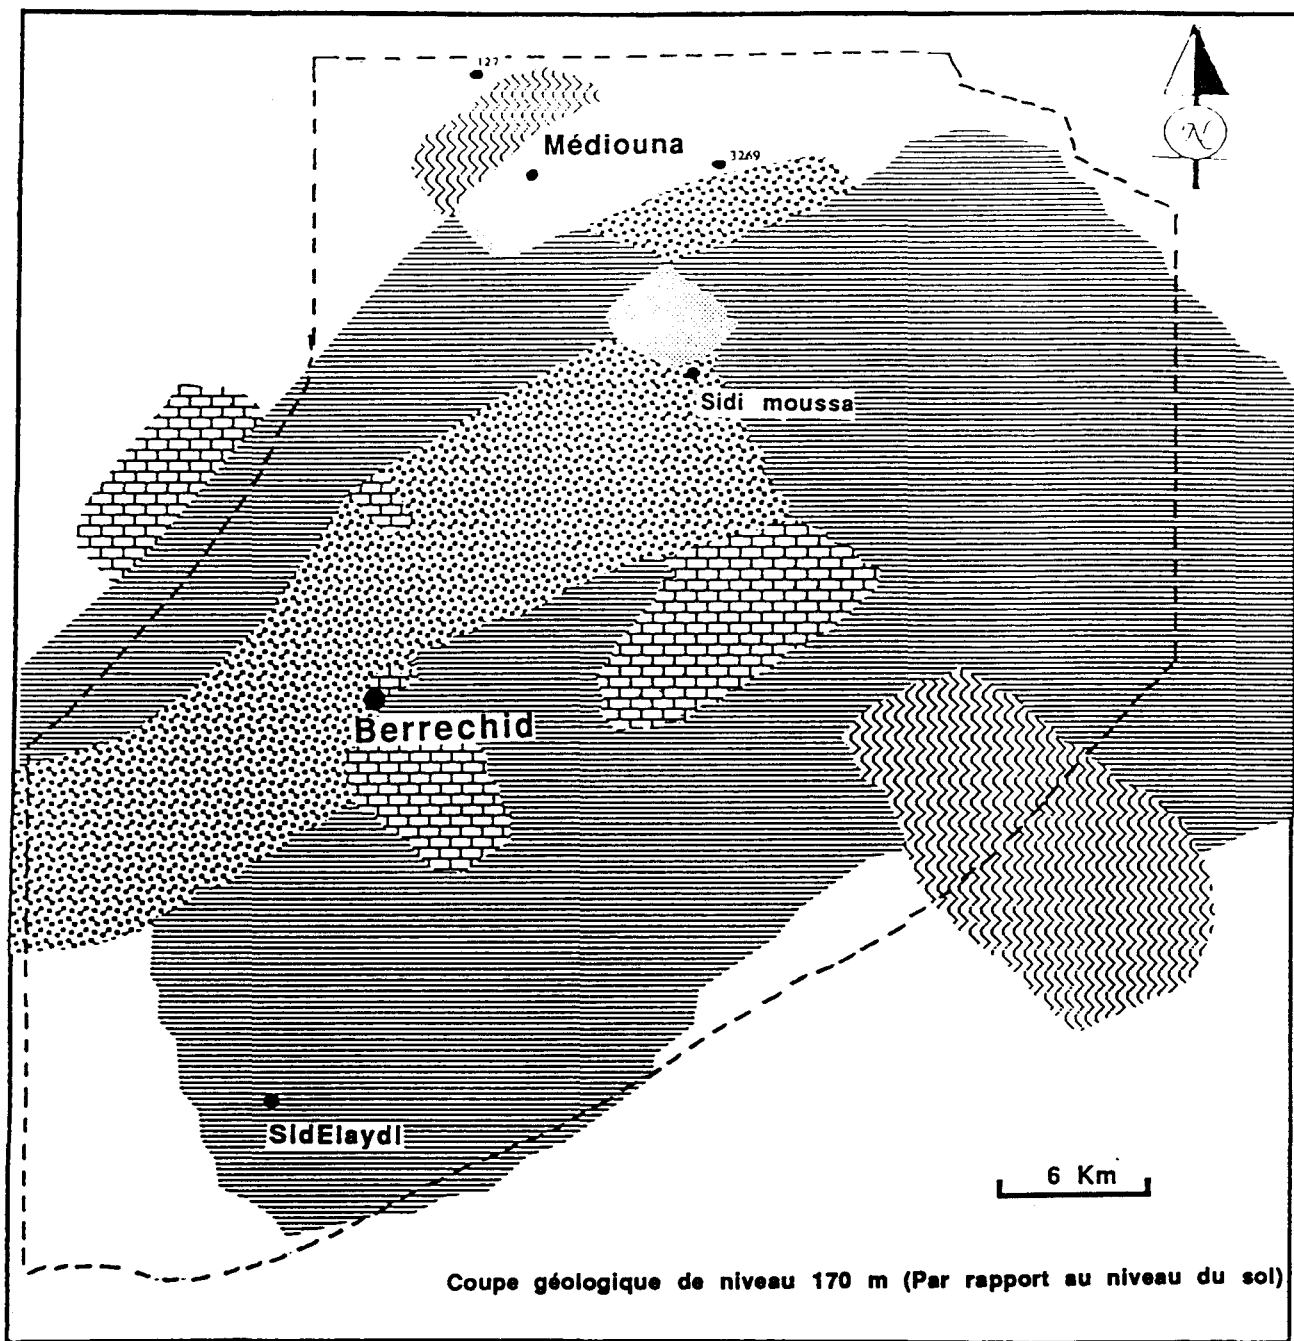 127
Médiouna
3269
N
Sidi moussa
Berrechid
SidElaydi
6 Km
Coupe géologique de niveau 170 m (Par rapport au niveau du sol)